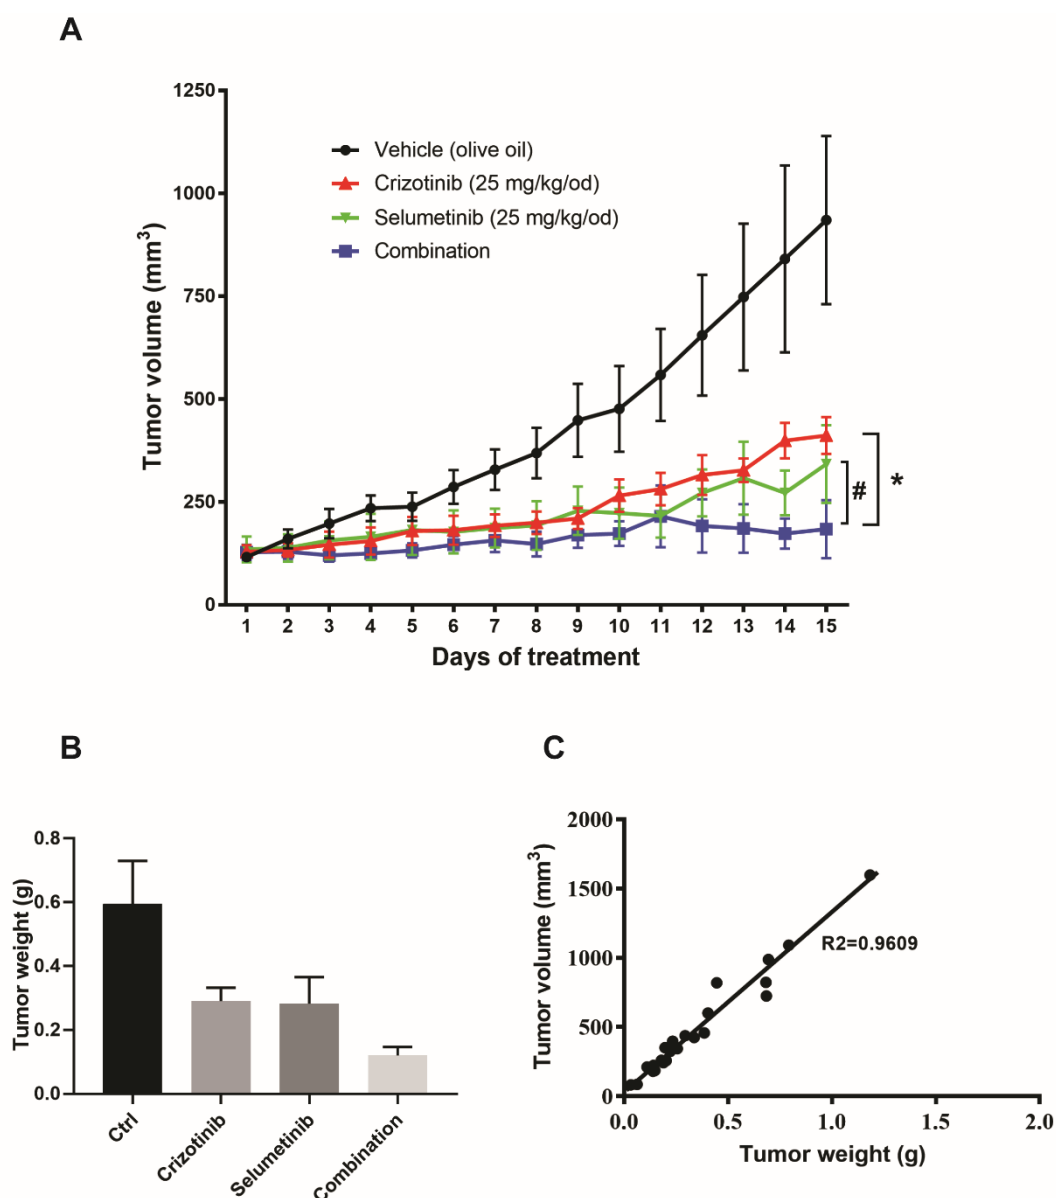 A
Tumor volume (mm3)
1250
1000
750
500
250
0
Vehicle (olive oil)
Crizotinib (25 mg/kg/od)
Selumetinib (25 mg/kg/od)
Combination
# *
1 2 3 4 5 6 7 8 9 10 11 12 13 14 15
Days of treatment
B
Tumor weight (g)
0.8
0.6
0.4
0.2
0.0
Ctrl
Crizotinib
Selumetinib
Combination
C
Tumor volume (mm3)
2000
1500
1000
500
0
R2=0.9609
0.0 0.5 1.0 1.5 2.0
Tumor weight (g)